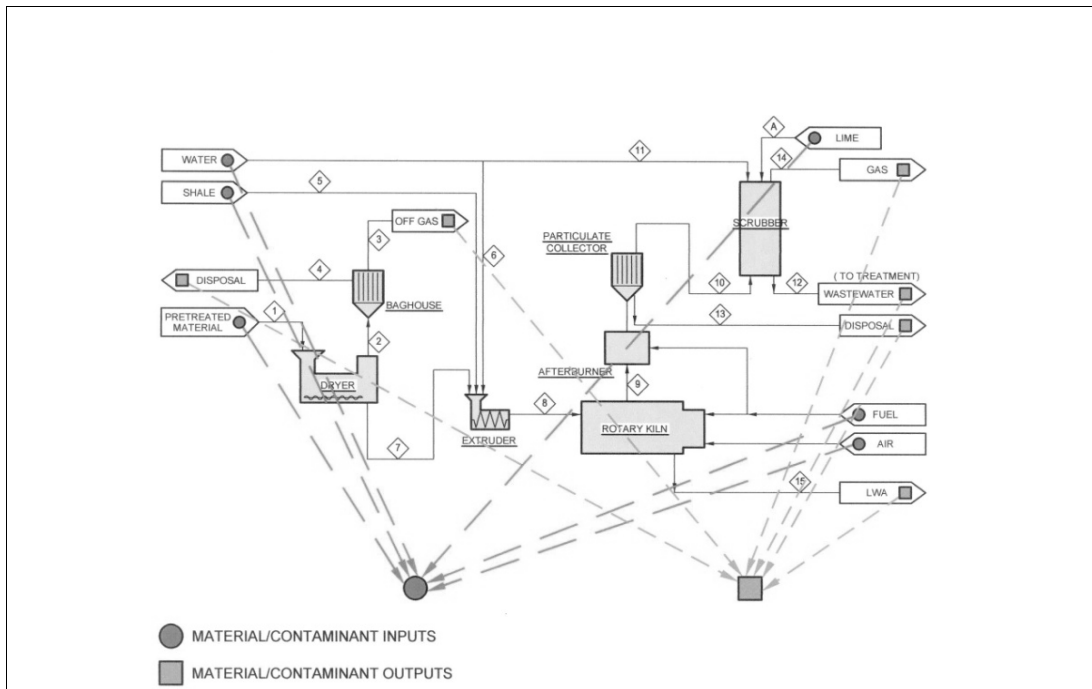 A
LIME
11
14
WATER
GAS
5
SHALE
OFF GAS
SCRUBBER
PARTICULATE
COLLECTOR
3
6
4
DISPOSAL
10
12
( TO TREATMENT)
WASTEWATER
BAGHOUSE
1
PRETREATED
MATERIAL
13
DISPOSAL
2
AFTERBURNER
9
DRYER
8
FUEL
ROTARY KILN
EXTRUDER
7
AIR
15
LWA
MATERIAL/CONTAMINANT INPUTS
MATERIAL/CONTAMINANT OUTPUTS